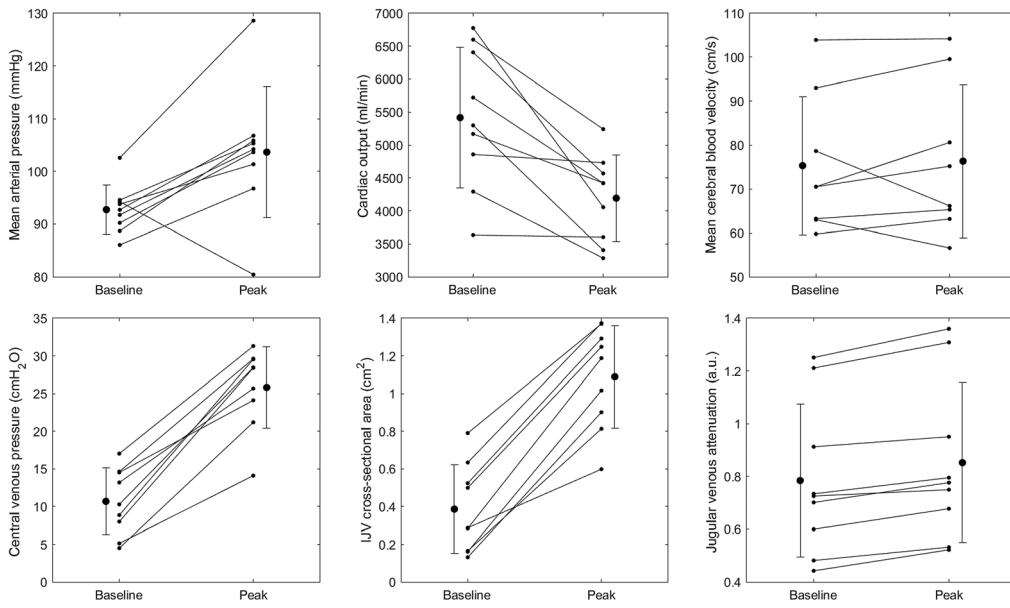 Mean arterial pressure (mmHg)
130
120
110
100
90
80
Baseline
Peak
Cardiac output (ml/min)
7000
6500
6000
5500
5000
4500
4000
3500
3000
Baseline
Peak
Mean cerebral blood velocity (cm/s)
110
100
90
80
70
60
50
Baseline
Peak
Central venous pressure (cmH₂O)
35
30
25
20
15
10
5
0
Baseline
Peak
IJV cross-sectional area (cm²)
1.4
1.2
1
0.8
0.6
0.4
0.2
0
Baseline
Peak
Jugular venous attenuation (a.u.)
1.4
1.2
1
0.8
0.6
0.4
Baseline
Peak